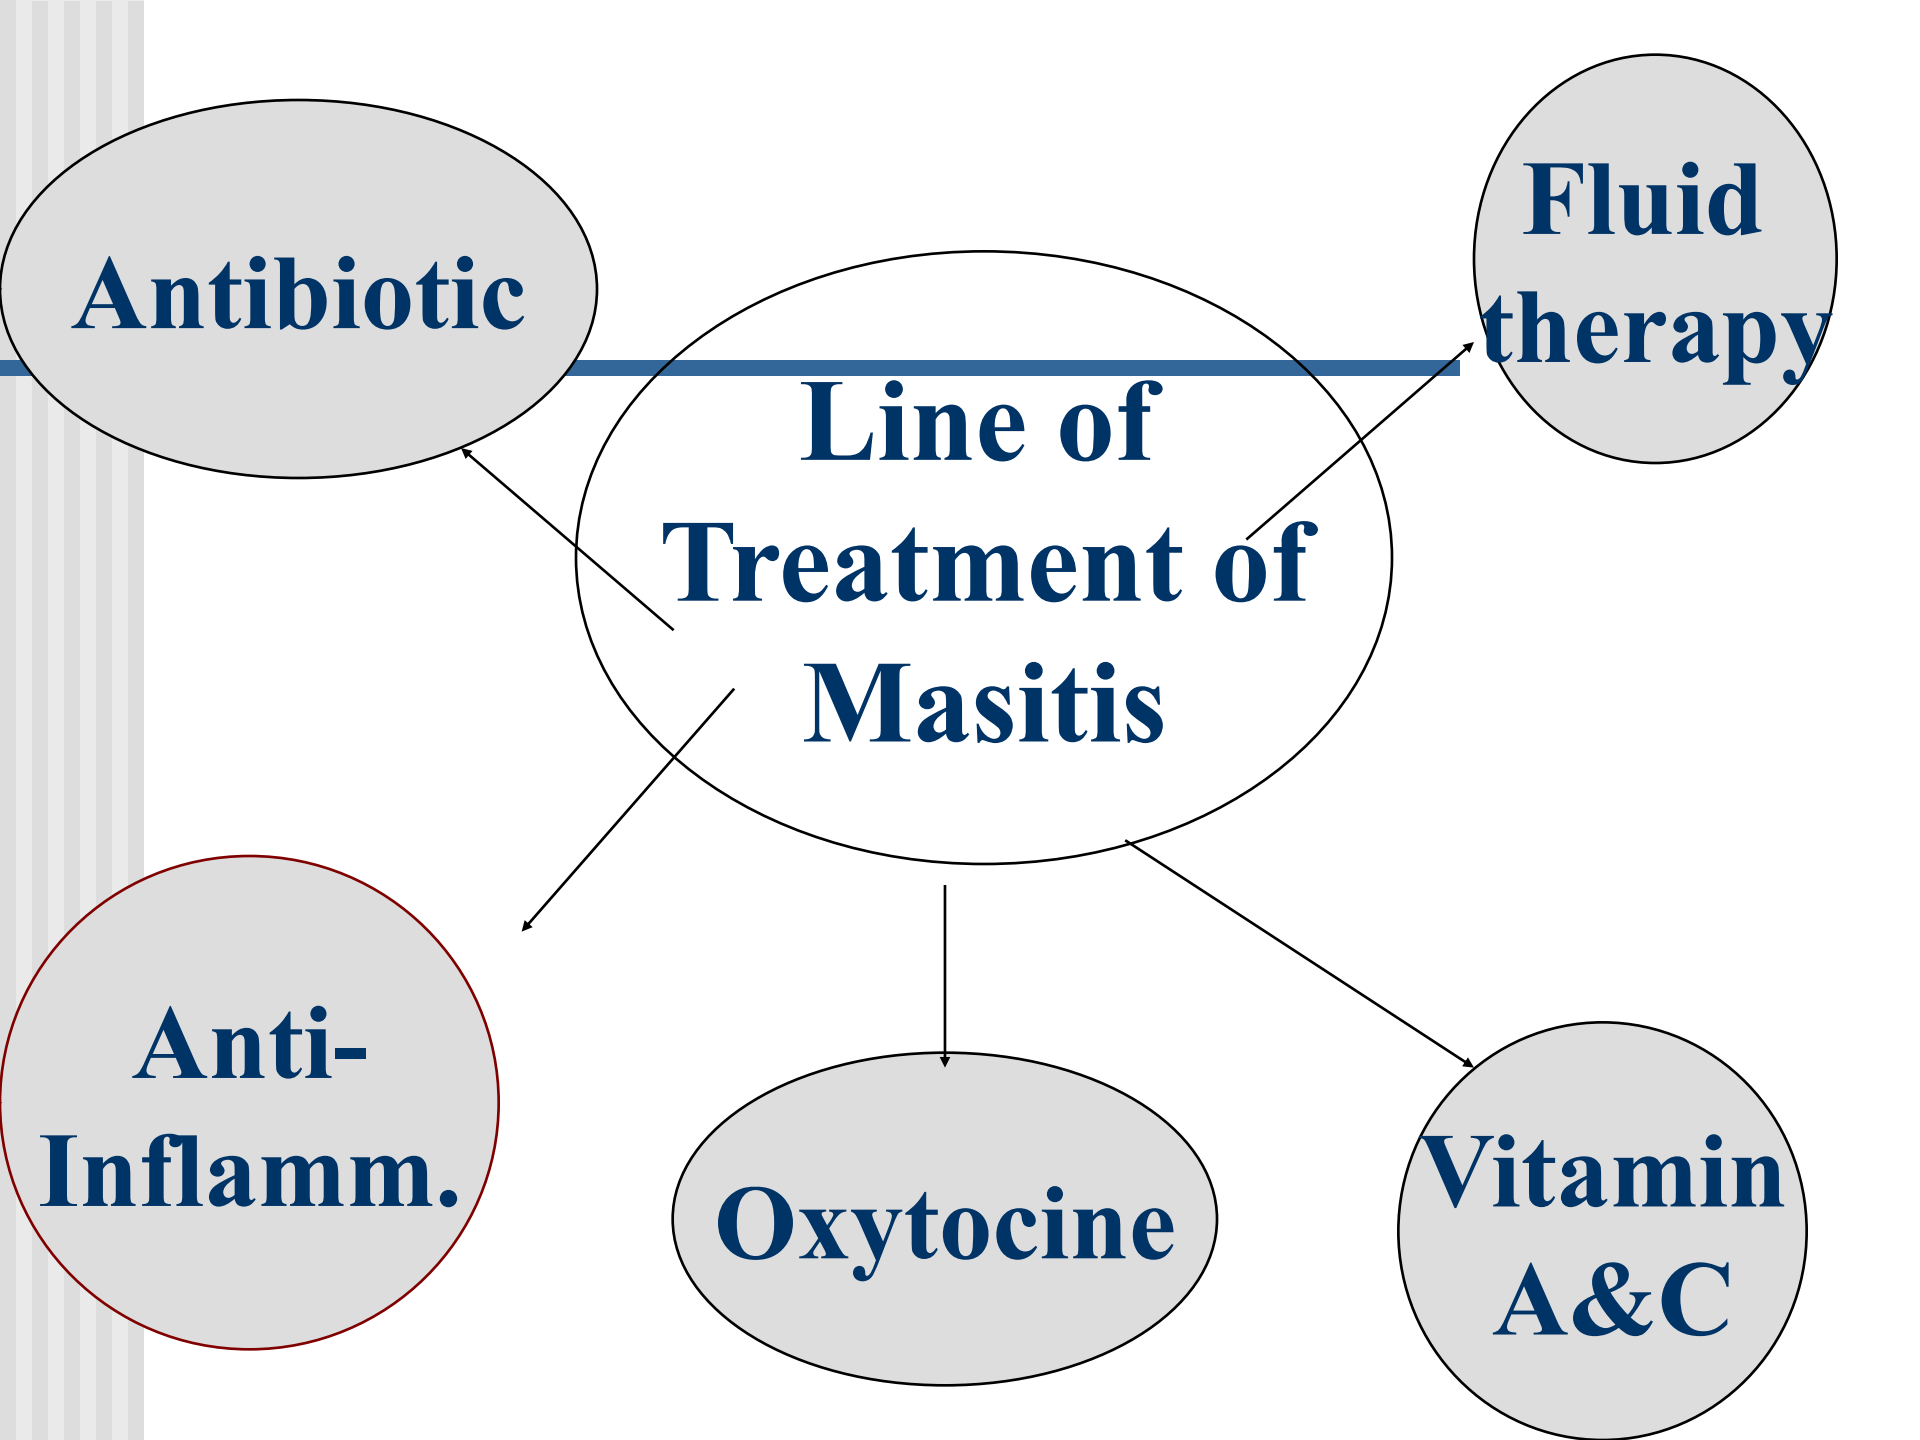 Antibiotic
Fluid
therapy
Line of
Treatment of
Masitis
Anti-
Inflamm.
Oxytocine
Vitamin
A&C